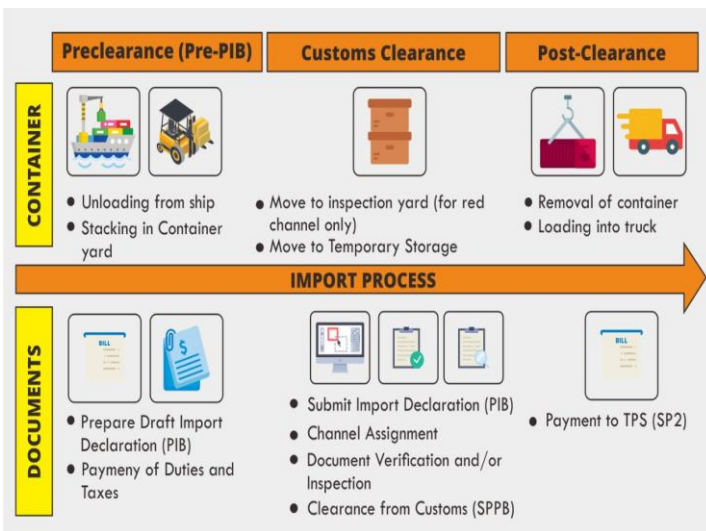 Preclearance (Pre-PIB)
Customs Clearance
Post-Clearance
CONTAINER
● Unloading from ship
● Stacking in Container
yard
● Move to inspection yard (for red
channel only)
● Move to Temporary Storage
● Removal of container
● Loading into truck
IMPORT PROCESS
DOCUMENTS
BILL
$
BILL
● Prepare Draft Import
Declaration (PIB)
● Paymeny of Duties and
Taxes
● Submit Import Declaration (PIB)
● Channel Assignment
● Document Verification and/or
Inspection
● Clearance from Customs (SPPB)
● Payment to TPS (SP2)